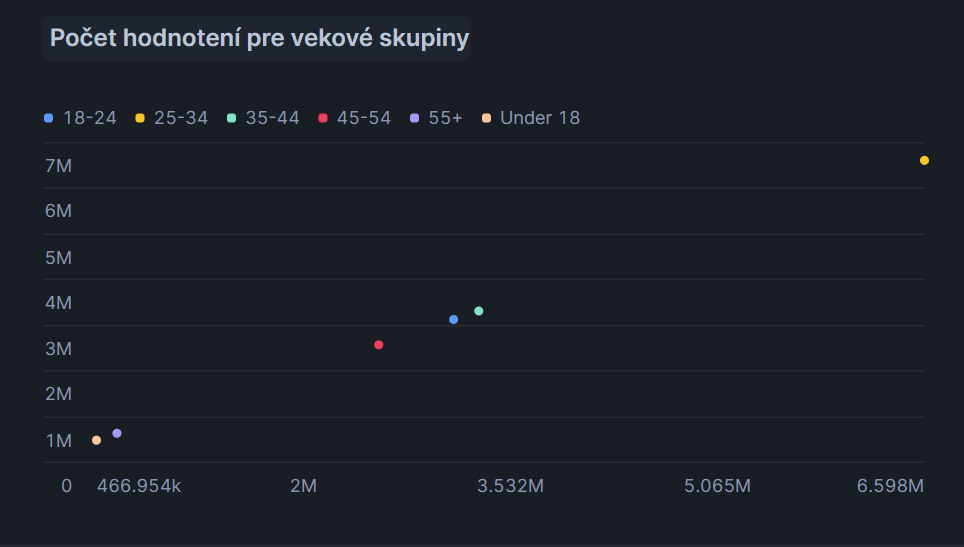 Počet hodnotení pre vekové skupiny
18-24 25-34 35-44 45-54 55+ Under 18
7M
6M
5M
4M
3M
2M
1M
0 466.954k 2M 3.532M 5.065M 6.598M